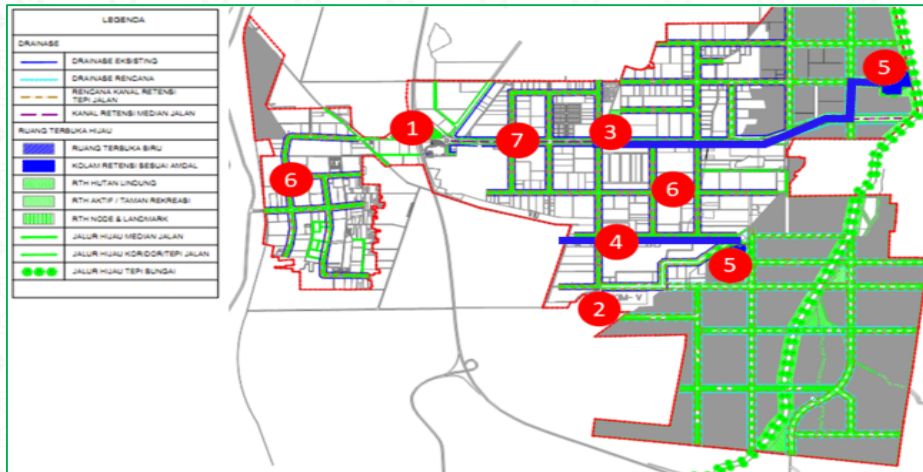 LEGENDA
DRAINASE
DRAINASE EKSISTING
DRAINASE RENCANA
RENCANA KANAL RETENSI
TEPI JALAN
KANAL RETENSI MEDIAN JALAN
RUANG TERBUKA HIJAU
RUANG TERBUKA BIRU
KOLAM RETENSI SESUAI AMDAL
RTH HUTAN LINDUNG
RTH AKTIF / TAMAN REKREASI
RTH NODE & LANDMARK
JALUR HIJAU MEDIAN JALAN
JALUR HIJAU KORIDOR/TEPI JALAN
JALUR HIJAU TEPI SUNGAI
5
1
7
3
6
6
4
5
2